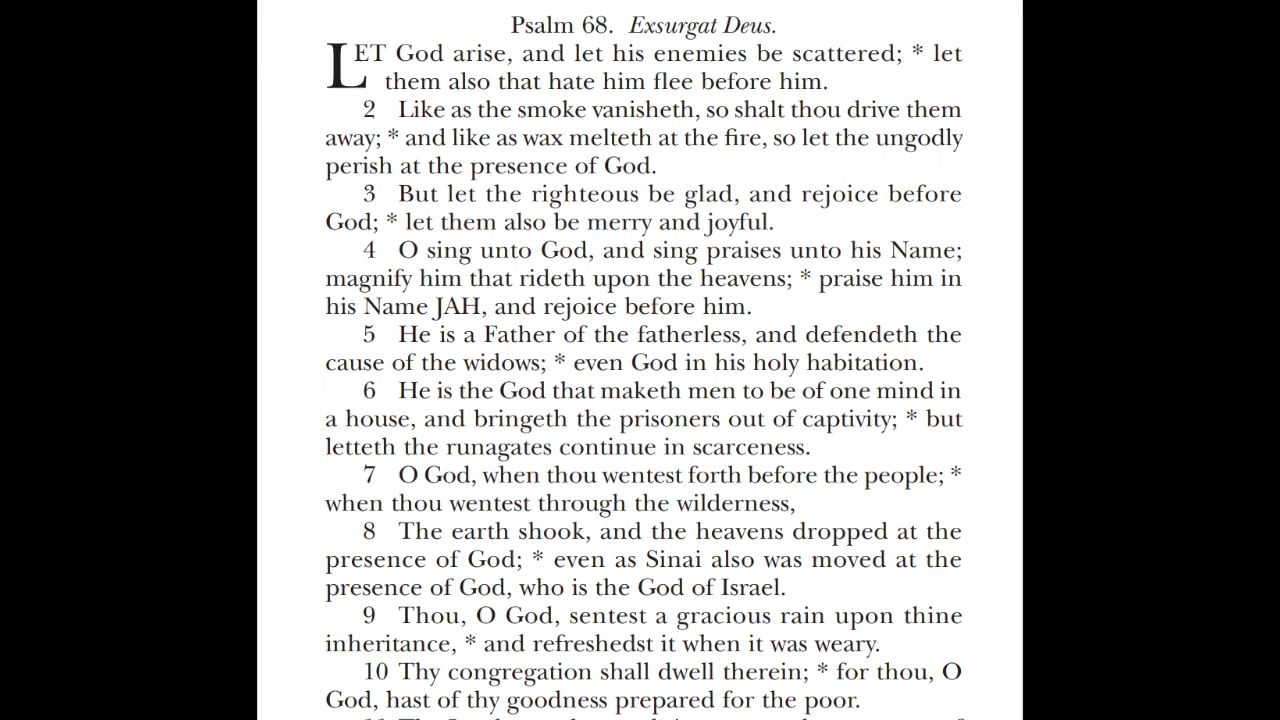 Psalm 68. Exsurgat Deus.
LET God arise, and let his enemies be scattered; * let
them also that hate him flee before him.
2 Like as the smoke vanisheth, so shalt thou drive them
away; * and like as wax melteth at the fire, so let the ungodly
perish at the presence of God.
3 But let the righteous be glad, and rejoice before
God; * let them also be merry and joyful.
4 O sing unto God, and sing praises unto his Name;
magnify him that rideth upon the heavens; * praise him in
his Name JAH, and rejoice before him.
5 He is a Father of the fatherless, and defendeth the
cause of the widows; * even God in his holy habitation.
6 He is the God that maketh men to be of one mind in
a house, and bringeth the prisoners out of captivity; * but
letteth the runagates continue in scarceness.
7 O God, when thou wentest forth before the people; *
when thou wentest through the wilderness,
8 The earth shook, and the heavens dropped at the
presence of God; * even as Sinai also was moved at the
presence of God, who is the God of Israel.
9 Thou, O God, sentest a gracious rain upon thine
inheritance, * and refreshedst it when it was weary.
10 Thy congregation shall dwell therein; * for thou, O
God, hast of thy goodness prepared for the poor.